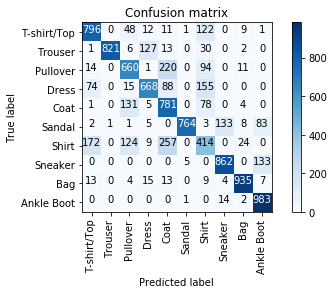 Confusion matrix
T-shirt/Top 796 0 48 12 11 1 122 0 9 1
Trouser 1 821 6 127 13 0 30 0 2 0
Pullover 14 0 660 1 220 0 94 0 11 0
Dress 74 0 15 668 88 0 155 0 0 0
Coat 1 0 131 5 781 0 78 0 4 0
Sandal 2 1 1 5 0 764 3 133 8 83
Shirt 172 0 124 9 257 0 414 0 24 0
Sneaker 0 0 0 0 0 5 0 862 0 133
Bag 13 0 4 15 13 0 9 4 935 7
Ankle Boot 0 0 0 0 0 1 0 14 2 983
True label
T-shirt/Top
Trouser
Pullover
Dress
Coat
Sandal
Shirt
Sneaker
Bag
Ankle Boot
Predicted label
800
600
400
200
0